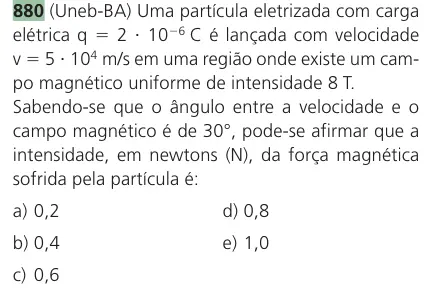 880 (Uneb-BA) Uma partícula eletrizada com carga
elétrica q = 2 · 10⁻⁶ C é lançada com velocidade
v = 5 · 10⁴ m/s em uma região onde existe um cam-
po magnético uniforme de intensidade 8 T.
Sabendo-se que o ângulo entre a velocidade e o
campo magnético é de 30°, pode-se afirmar que a
intensidade, em newtons (N), da força magnética
sofrida pela partícula é:
a) 0,2
b) 0,4
c) 0,6
d) 0,8
e) 1,0